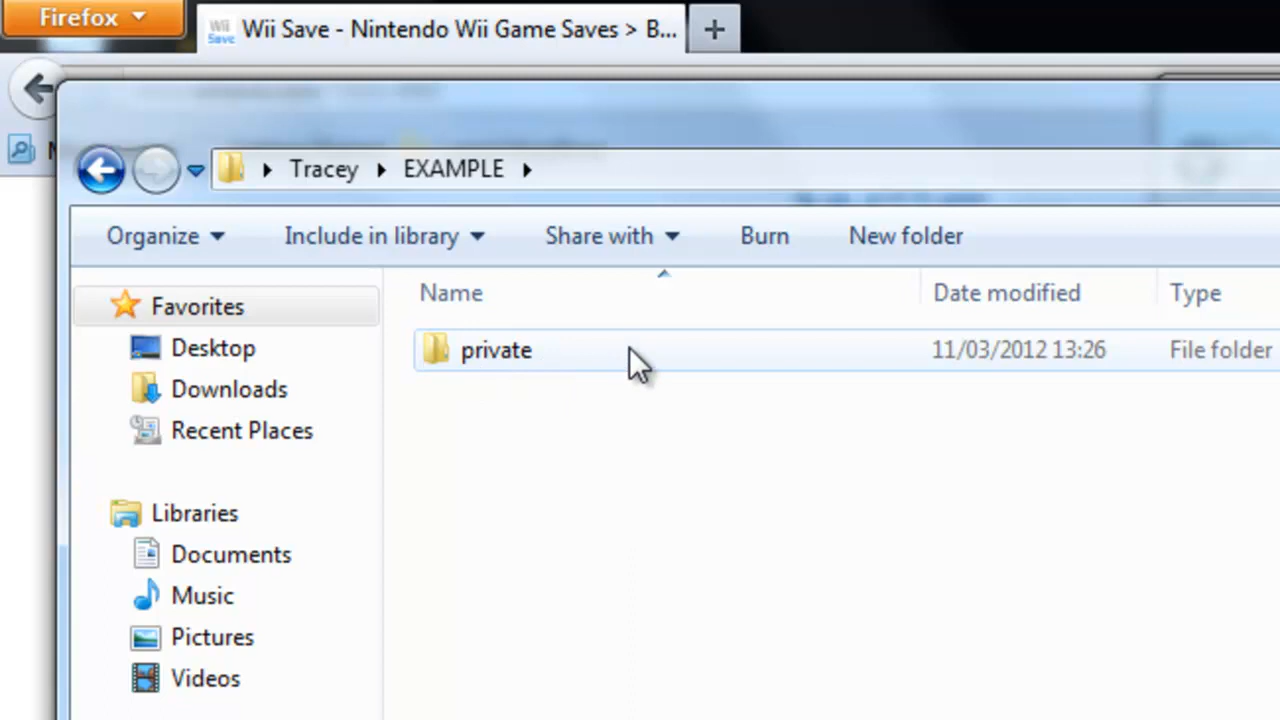 Firefox
Wii Save - Nintendo Wii Game Saves > B...
Tracey EXAMPLE
Organize Include in library Share with Burn New folder
Name Date modified Type
private 11/03/2012 13:26 File folder
Favorites
Desktop
Downloads
Recent Places
Libraries
Documents
Music
Pictures
Videos